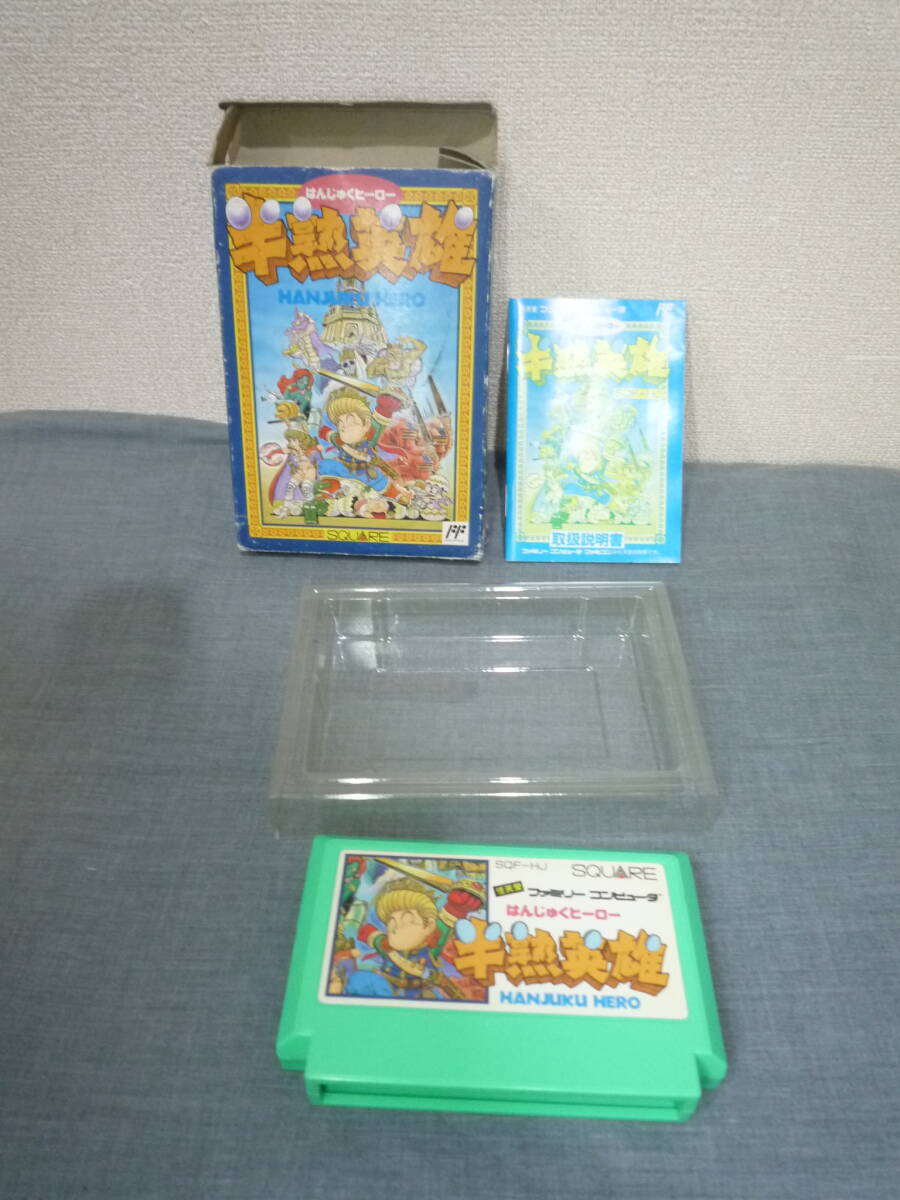 はんじゅくヒーロー
半熟英雄
HANJUKU HERO
SQUARE
半熟英雄
取扱説明書
SQF-HJ
SQUARE
ファミリー コンピュータ
はんじゅくヒーロー
半熟英雄
HANJUKU HERO